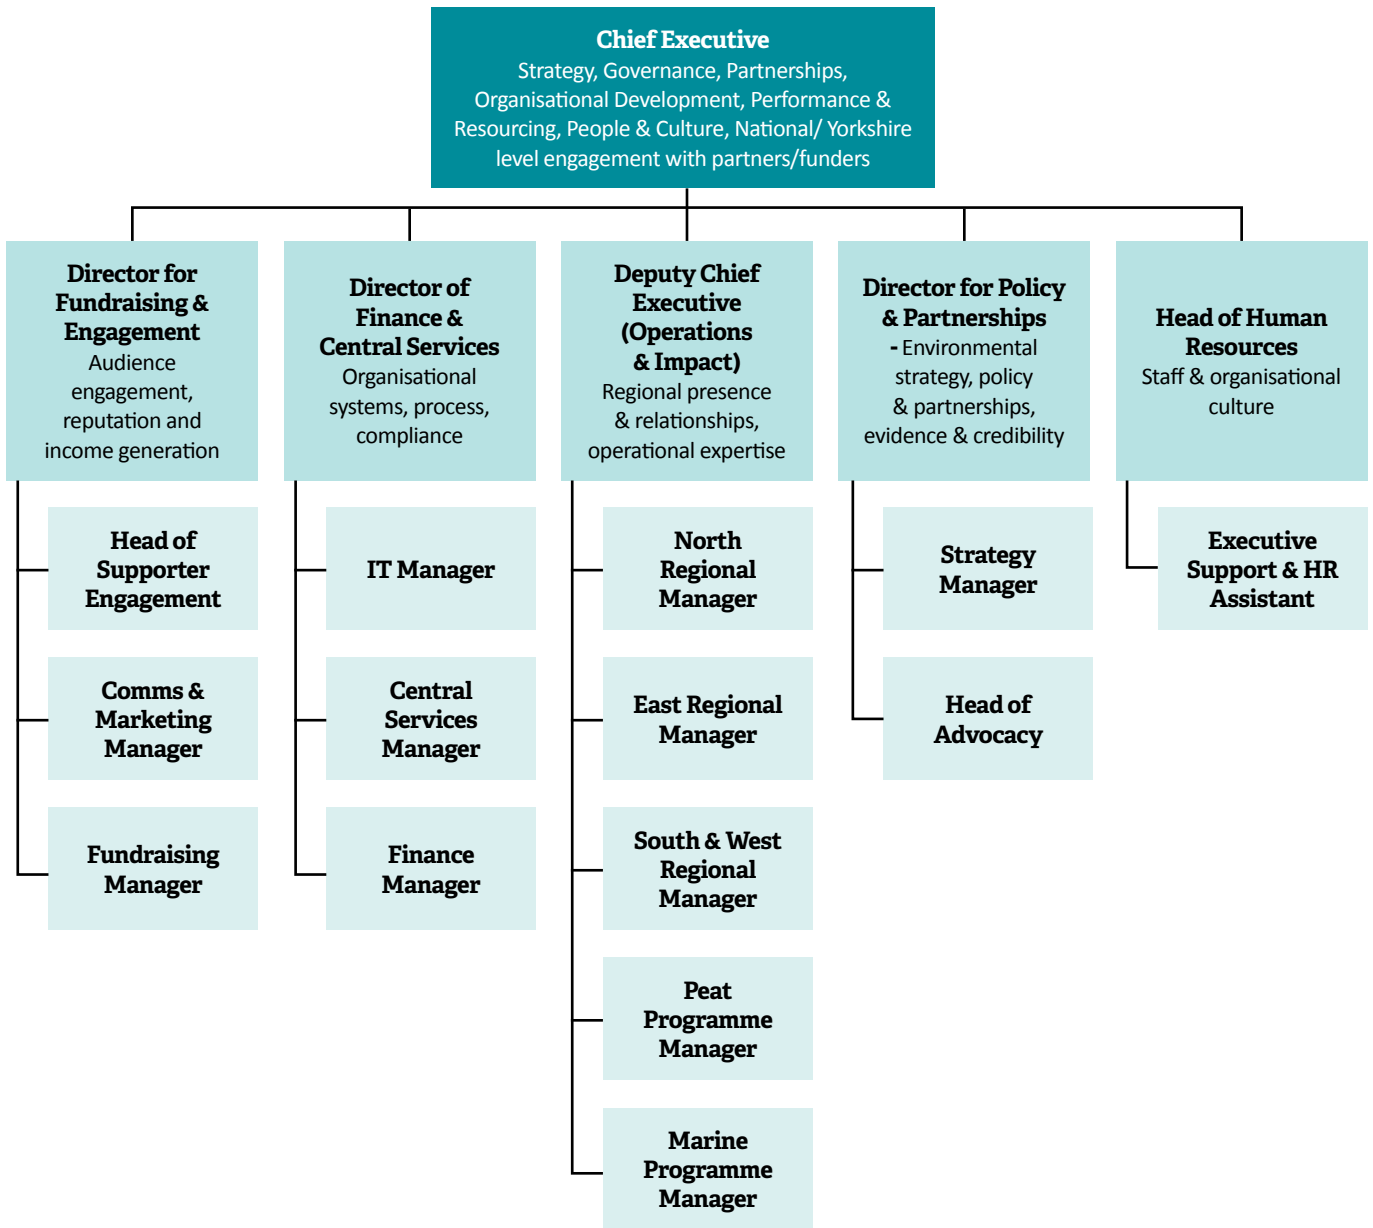 Chief Executive
Strategy, Governance, Partnerships,
Organisational Development, Performance &
Resourcing, People & Culture, National/ Yorkshire
level engagement with partners/funders
Director for
Fundraising &
Engagement
Audience
engagement,
reputation and
income generation
Director of
Finance &
Central Services
Organisational
systems, process,
compliance
Deputy Chief
Executive
(Operations
& Impact)
Regional presence
& relationships,
operational expertise
Director for Policy
& Partnerships
- Environmental
strategy, policy
& partnerships,
evidence & credibility
Head of Human
Resources
Staff & organisational
culture
Head of
Supporter
Engagement
Comms &
Marketing
Manager
Fundraising
Manager
IT Manager
Central
Services
Manager
Finance
Manager
North
Regional
Manager
East Regional
Manager
South & West
Regional
Manager
Peat
Programme
Manager
Marine
Programme
Manager
Strategy
Manager
Head of
Advocacy
Executive
Support & HR
Assistant